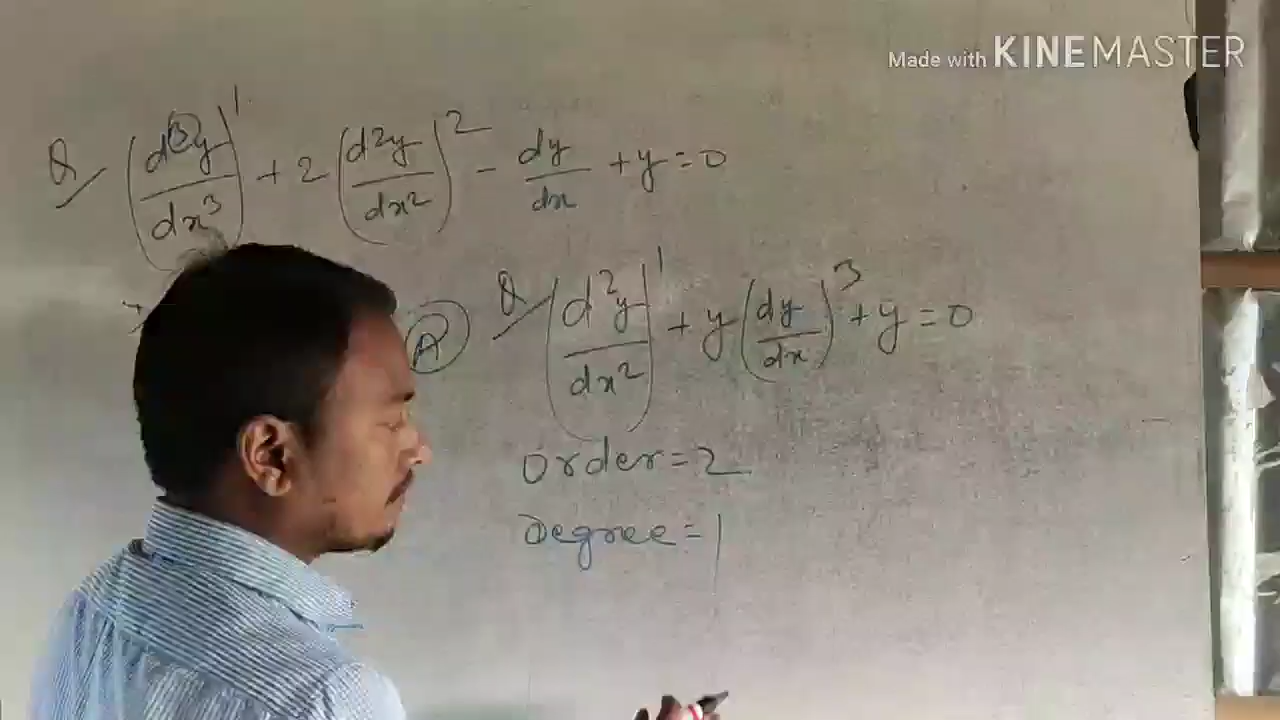 Made with KINEMASTER
Q/ (d³y/dx³)¹ + 2(d²y/dx²)² - dy/dx + y = 0
A Q/ (d²y/dx²)¹ + y(dy/dx)³ + y = 0
Order = 2
Degree = 1